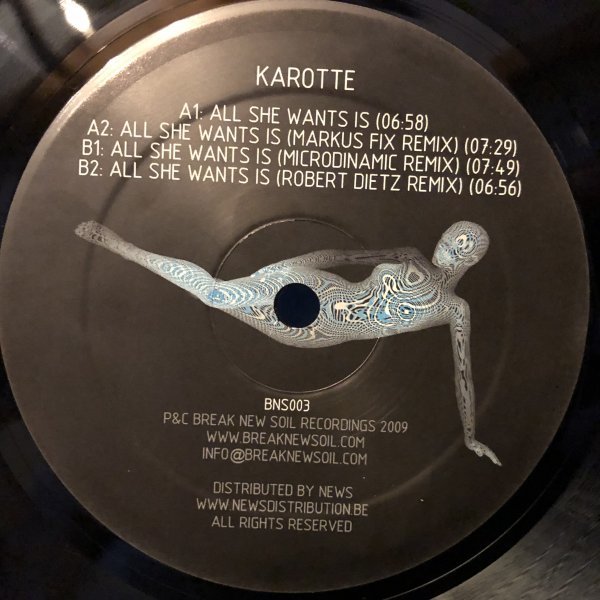 KAROTTE
A1: ALL SHE WANTS IS (06:58)
A2: ALL SHE WANTS IS (MARKUS FIX REMIX) (07:29)
B1: ALL SHE WANTS IS (MICRODINAMIC REMIX) (07:49)
B2: ALL SHE WANTS IS (ROBERT DIETZ REMIX) (06:56)
BNS003
P&C BREAK NEW SOIL RECORDINGS 2009
WWW.BREAKNEWSOIL.COM
INFO@BREAKNEWSOIL.COM
DISTRIBUTED BY NEWS
WWW.NEWSDISTRIBUTION.BE
ALL RIGHTS RESERVED